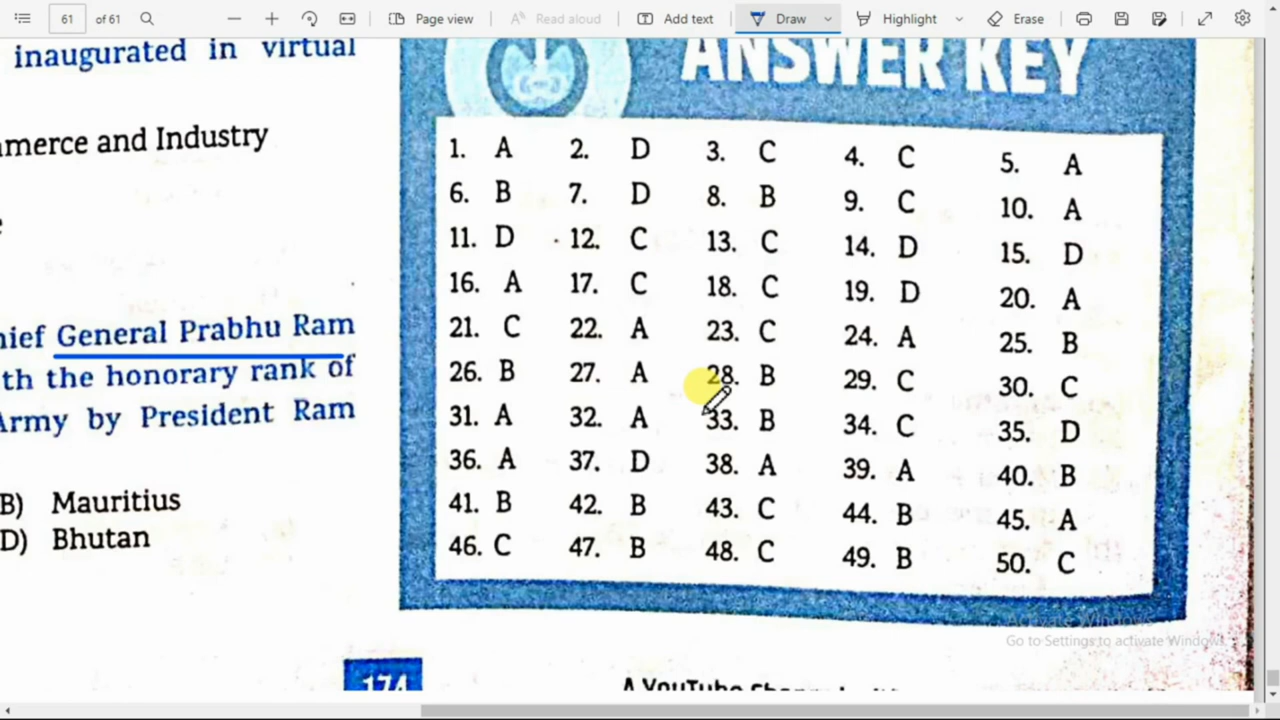 61 of 61 Page view Read aloud Add text Draw Highlight Erase
inaugurated in virtual
merce and Industry
General Prabhu Ram
the honorary rank of
Army by President Ram
B) Mauritius
D) Bhutan
ANSWER KEY
1. A 2. D 3. C 4. C 5. A
6. B 7. D 8. B 9. C 10. A
11. D 12. C 13. C 14. D 15. D
16. A 17. C 18. C 19. D 20. A
21. C 22. A 23. C 24. A 25. B
26. B 27. A 28. B 29. C 30. C
31. A 32. A 33. B 34. C 35. D
36. A 37. D 38. A 39. A 40. B
41. B 42. B 43. C 44. B 45. A
46. C 47. B 48. C 49. B 50. C
Activate Windows
Go to Settings to activate Windows.
174
A YouTube